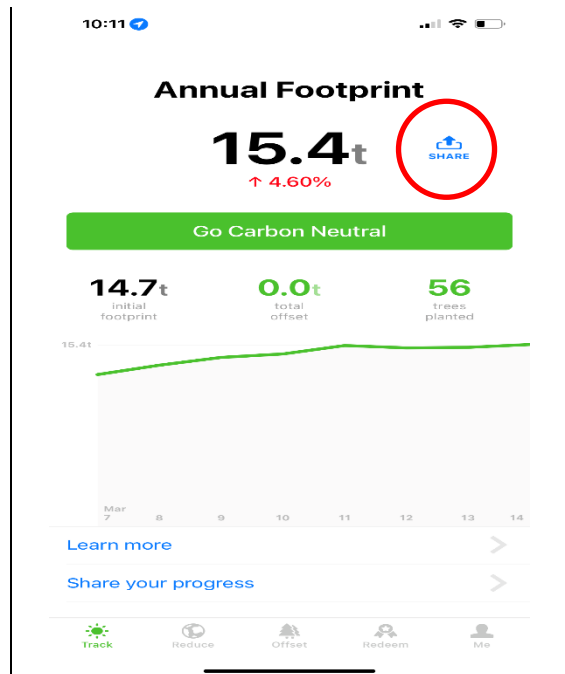 10:11
Annual Footprint
15.4t
SHARE
↑ 4.60%
Go Carbon Neutral
14.7t 0.0t 56
initial total trees
footprint offset planted
15.4t
Mar
7 8 9 10 11 12 13 14
Learn more
Share your progress
Track Reduce Offset Redeem Me